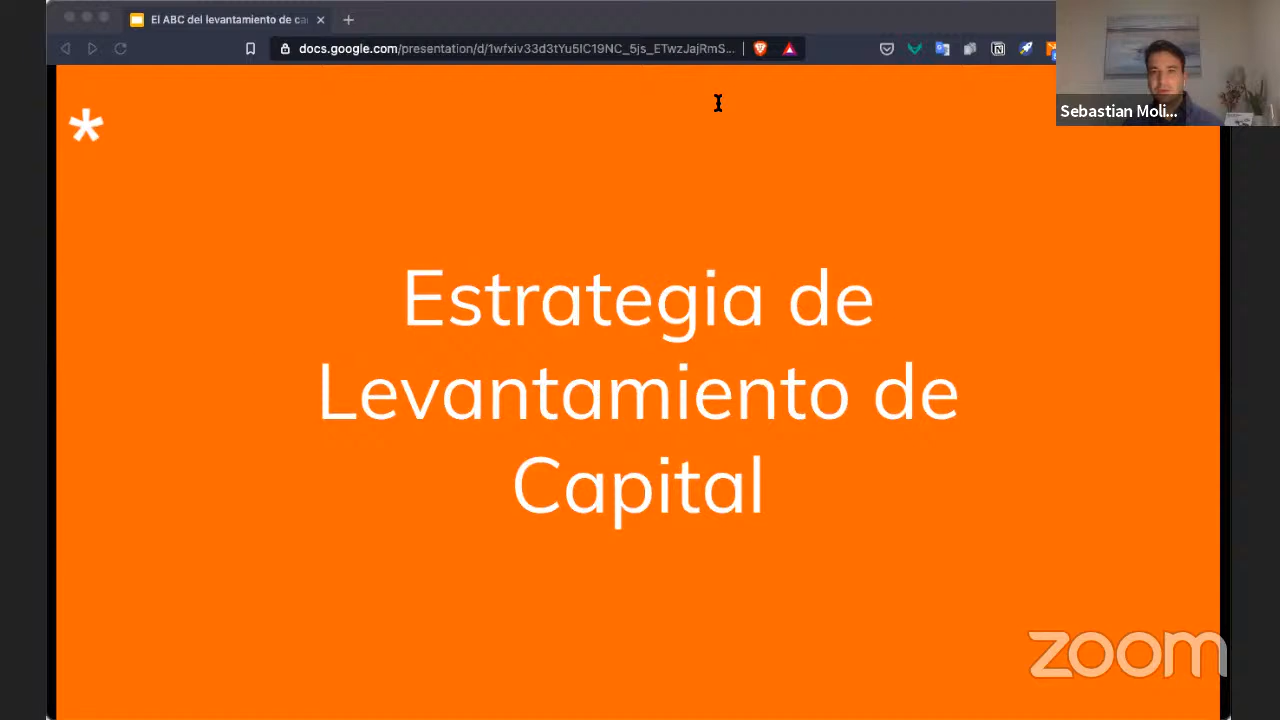 El ABC del levantamiento de ca
docs.google.com/presentation/d/1wfxiv33d3tYu5IC19NC_5js_ETwzJajRmS...
Sebastian Moli...
*
Estrategia de
Levantamiento de
Capital
zoom